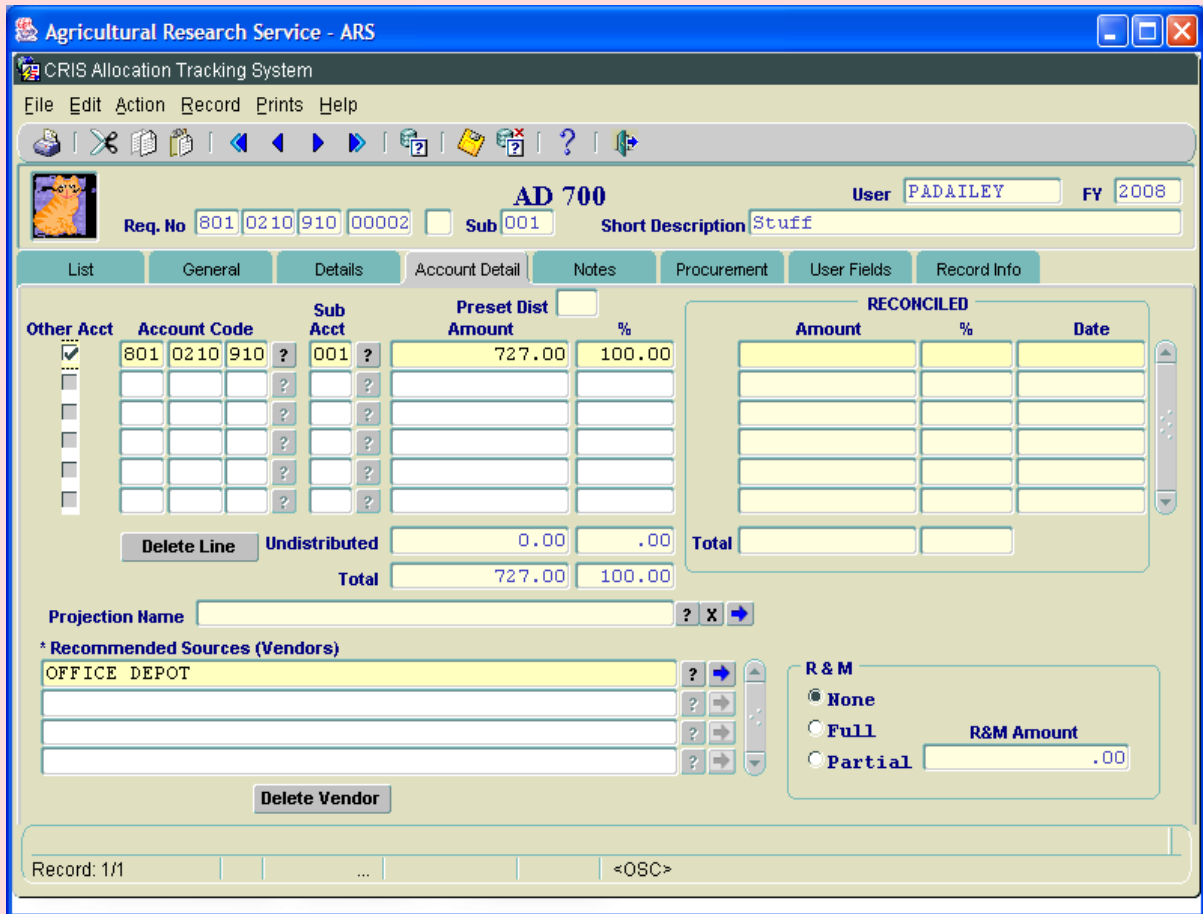 Agricultural Research Service - ARS
CRIS Allocation Tracking System
File Edit Action Record Prints Help
AD 700 User PADAILEY FY 2008
Req. No 801 0210 910 00002 Sub 001 Short Description Stuff
List General Details Account Detail Notes Procurement User Fields Record Info
Preset Dist RECONCILED
Other Acct Account Code Sub Acct Amount % Amount % Date
801 0210 910 ? 001 ? 727.00 100.00
? ?
? ?
? ?
? ?
? ?
Delete Line Undistributed 0.00 .00 Total
Total 727.00 100.00
Projection Name ? X
* Recommended Sources (Vendors)
OFFICE DEPOT ?
?
?
?
R & M
None
Full R&M Amount
Partial .00
Delete Vendor
Record: 1/1 ... <OSC>